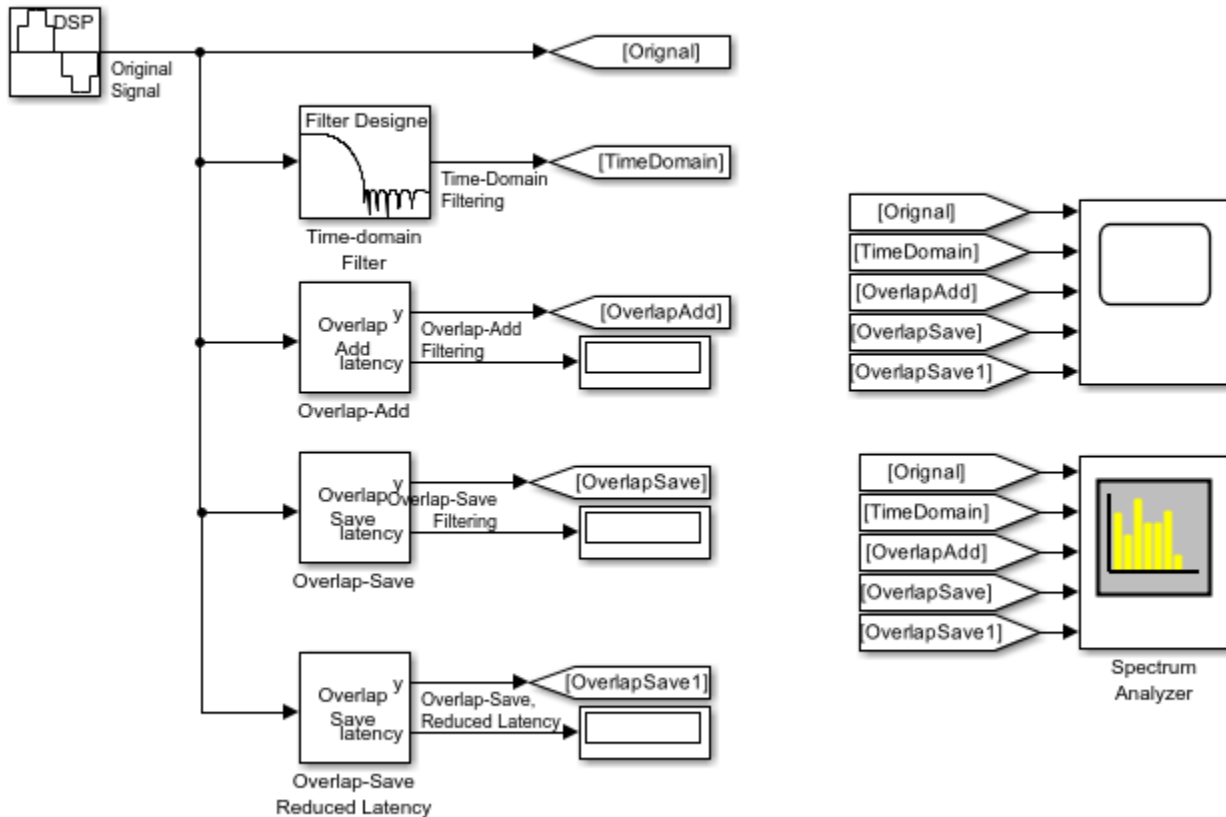 DSP
Original
Signal
[Orignal]
Filter Designe
[TimeDomain]
Time-Domain
Filtering
Time-domain
Filter
y
Overlap
Add
latency
Overlap-Add
Filtering
[OverlapAdd]
Overlap-Add
y
Overlap
Save
latency
Overlap-Save
Filtering
[OverlapSave]
Overlap-Save
y
Overlap
Save
latency
Overlap-Save,
Reduced Latency
[OverlapSave1]
Overlap-Save
Reduced Latency
[Orignal]
[TimeDomain]
[OverlapAdd]
[OverlapSave]
[OverlapSave1]
[Orignal]
[TimeDomain]
[OverlapAdd]
[OverlapSave]
[OverlapSave1]
Spectrum
Analyzer